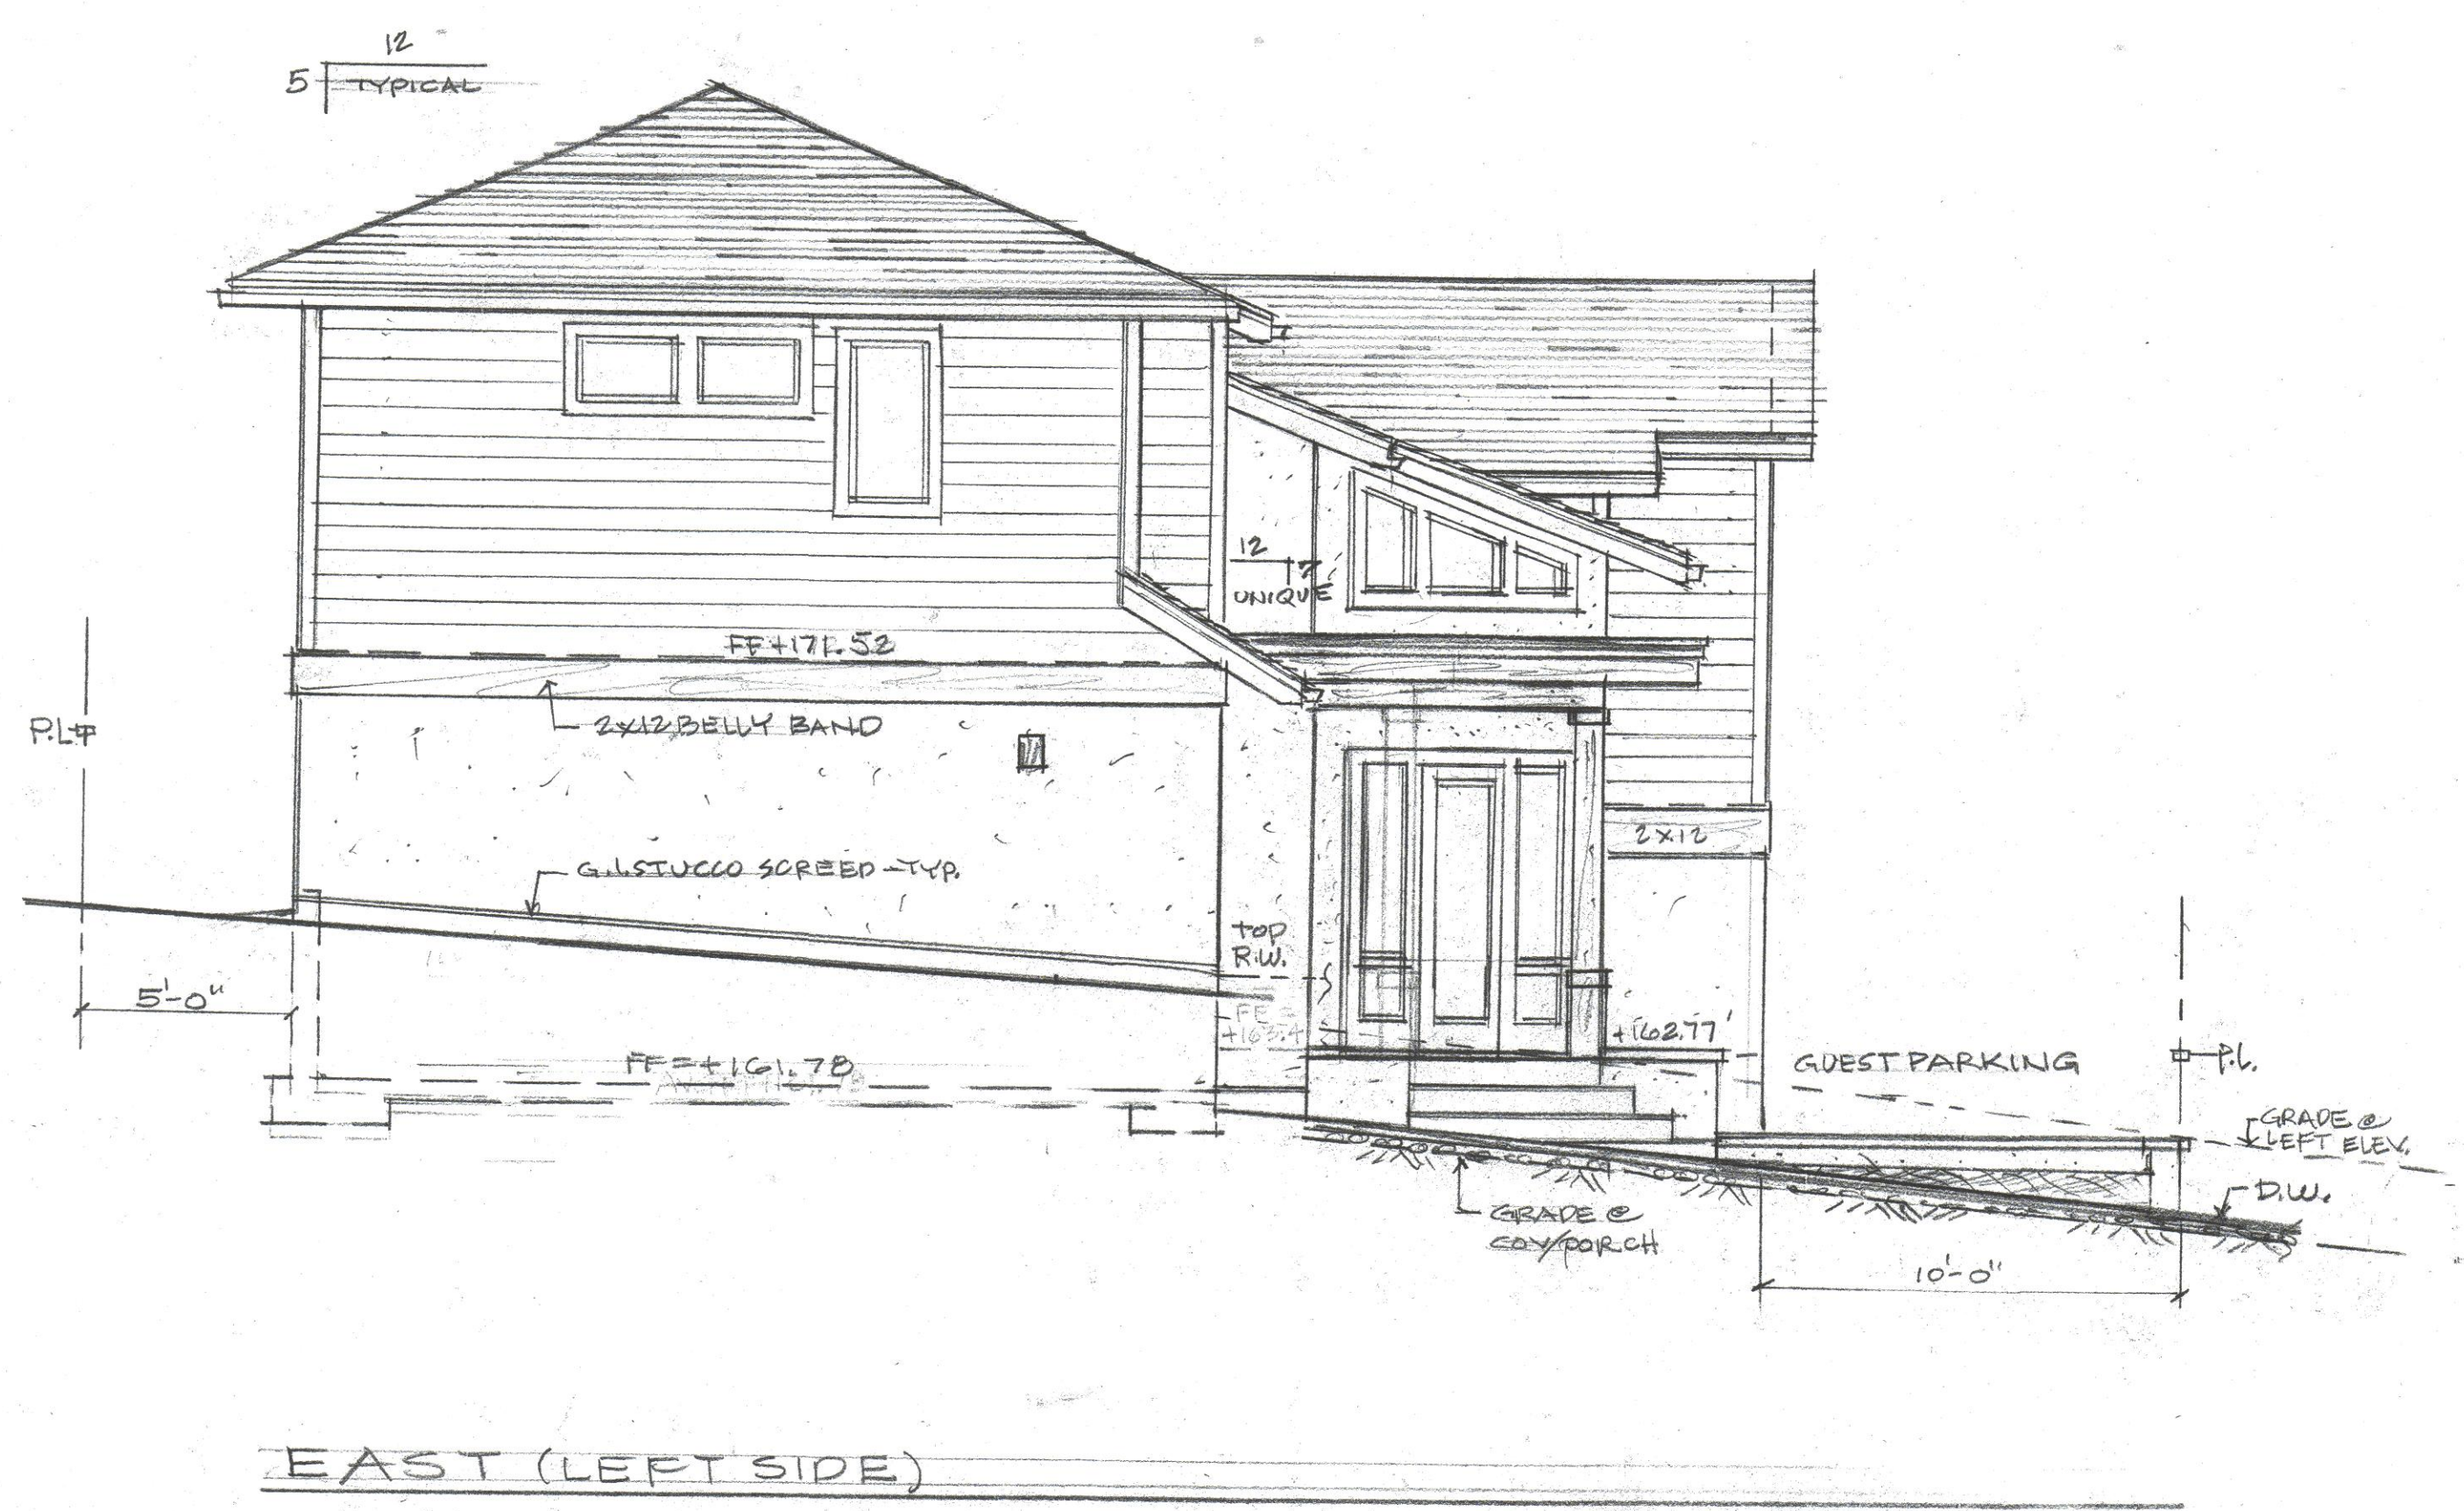 12
5 TYPICAL
12
7
UNIQUE
FF+171.52
P.L.
2x12 BELLY BAND
2x12
G.I. STUCCO SCREED-TYP.
TOP
R.W.
5'-0"
FF=+161.78
FF
+162.77'
GUEST PARKING
P.L.
GRADE @
LEFT ELEV.
D.W.
GRADE @
COV/PORCH
10'-0"
EAST (LEFT SIDE)